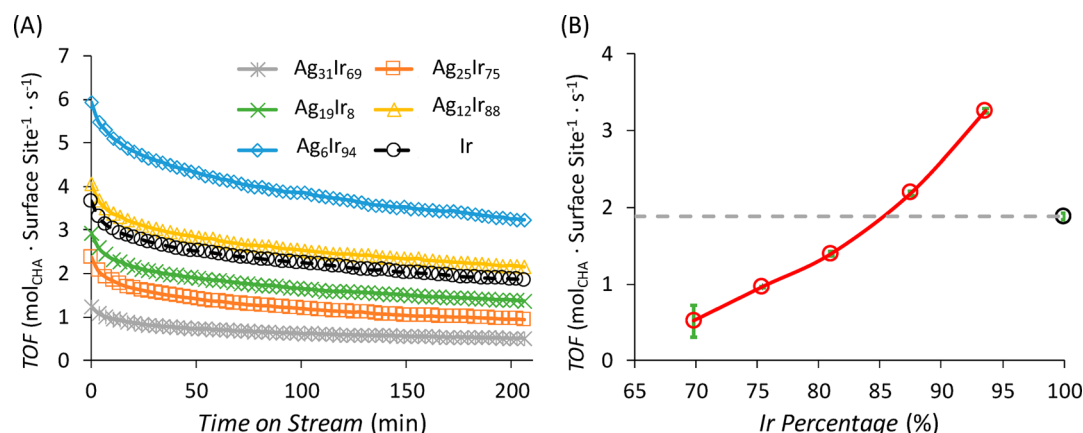 (A)
TOF (molCHA · Surface Site-1 · s-1)
7
6
5
4
3
2
1
0
Ag31Ir69
Ag25Ir75
Ag19Ir8
Ag12Ir88
Ag6Ir94
Ir
0 50 100 150 200
Time on Stream (min)
(B)
TOF (molCHA · Surface Site-1 · s-1)
4
3
2
1
0
65 70 75 80 85 90 95 100
Ir Percentage (%)